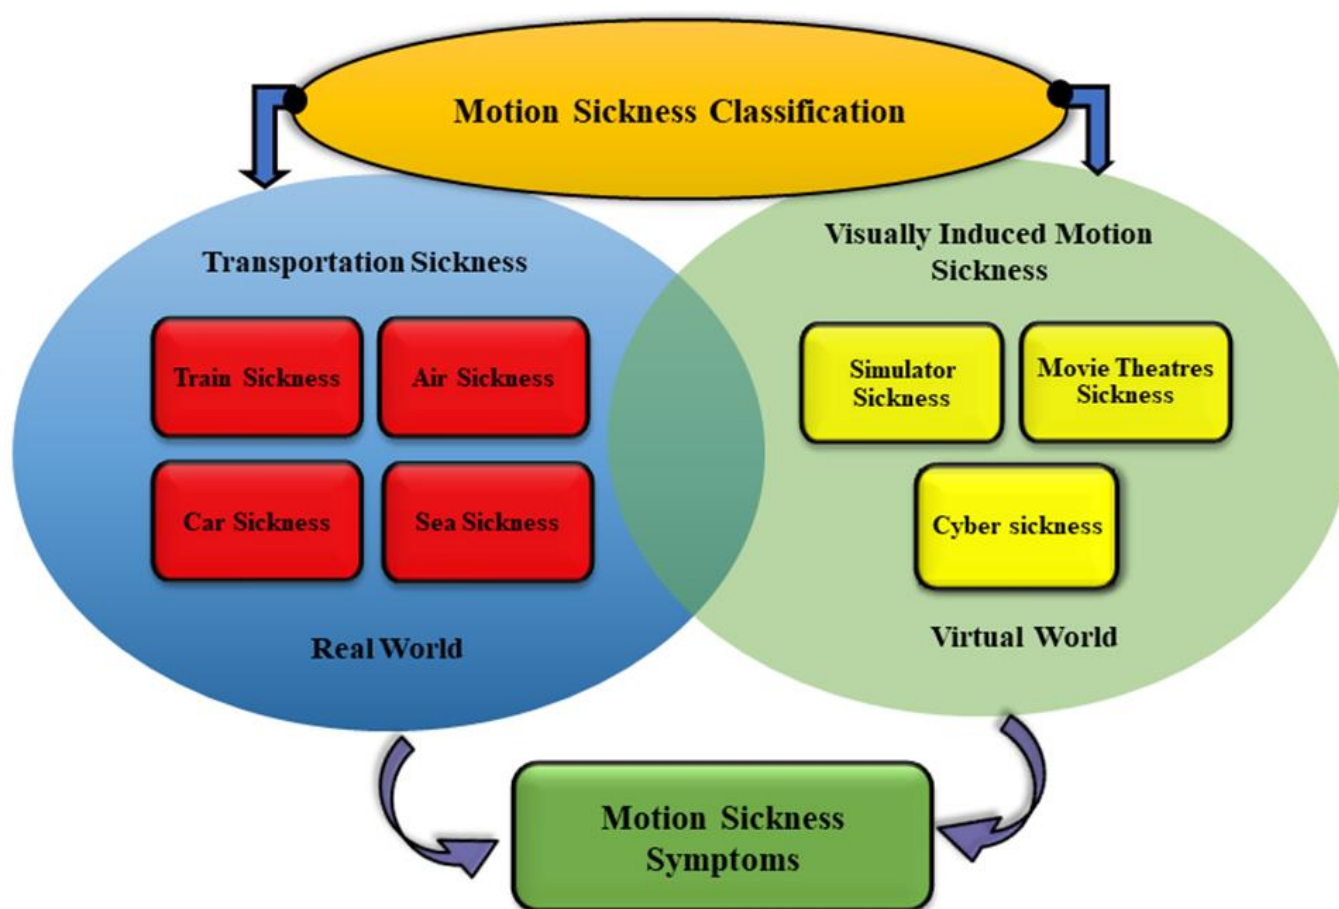 Motion Sickness Classification
Transportation Sickness
Visually Induced Motion
Sickness
Train Sickness
Air Sickness
Simulator
Sickness
Movie Theatres
Sickness
Car Sickness
Sea Sickness
Cyber sickness
Real World
Virtual World
Motion Sickness
Symptoms